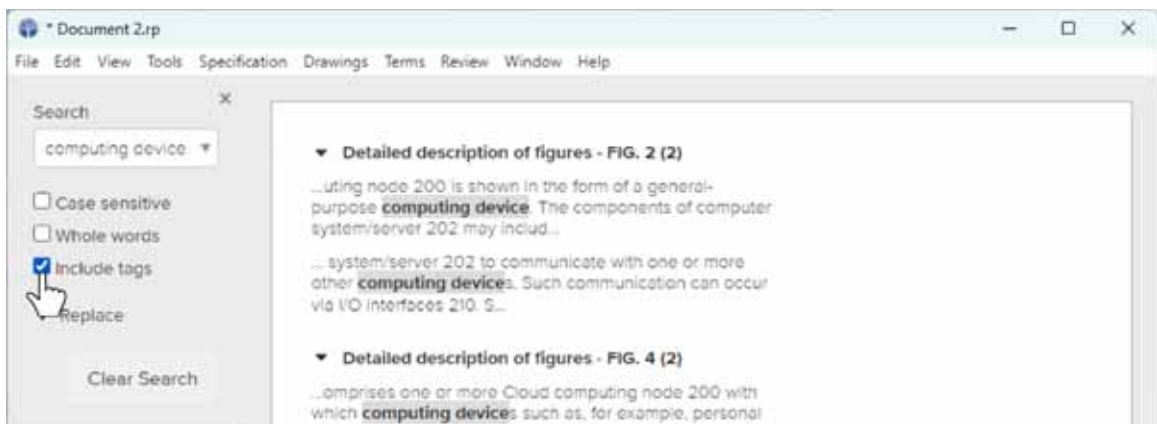 * Document 2.rp
File Edit View Tools Specification Drawings Terms Review Window Help
Search
computing device
Case sensitive
Whole words
Include tags
Replace
Clear Search
Detailed description of figures - FIG. 2 (2)
...uting node 200 is shown in the form of a general-
purpose computing device. The components of computer
system/server 202 may includ...
... system/server 202 to communicate with one or more
other computing devices. Such communication can occur
via I/O interfaces 210. S...
Detailed description of figures - FIG. 4 (2)
...omprises one or more Cloud computing node 200 with
which computing devices such as, for example, personal